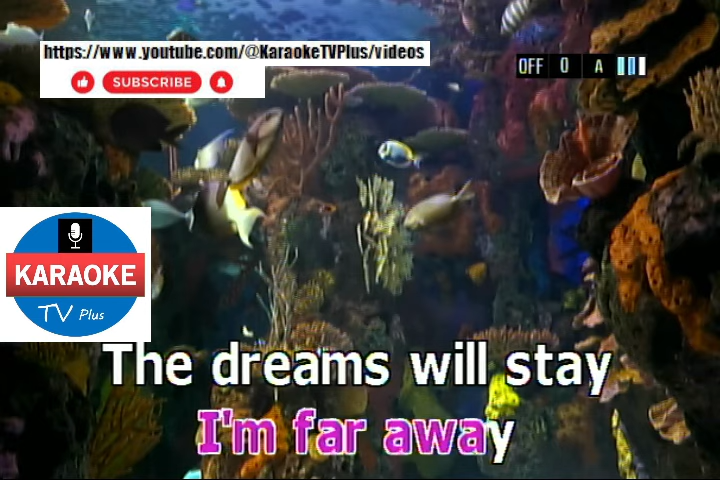 https://www.youtube.com/@KaraokeTVPlus/videos
SUBSCRIBE
OFF 0 A
KARAOKE
TV Plus
The dreams will stay
I'm far away